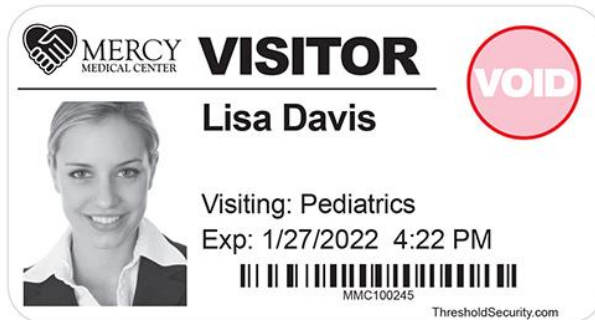 MERCY
MEDICAL CENTER
VISITOR
VOID
Lisa Davis
Visiting: Pediatrics
Exp: 1/27/2022 4:22 PM
MMC100245
ThresholdSecurity.com